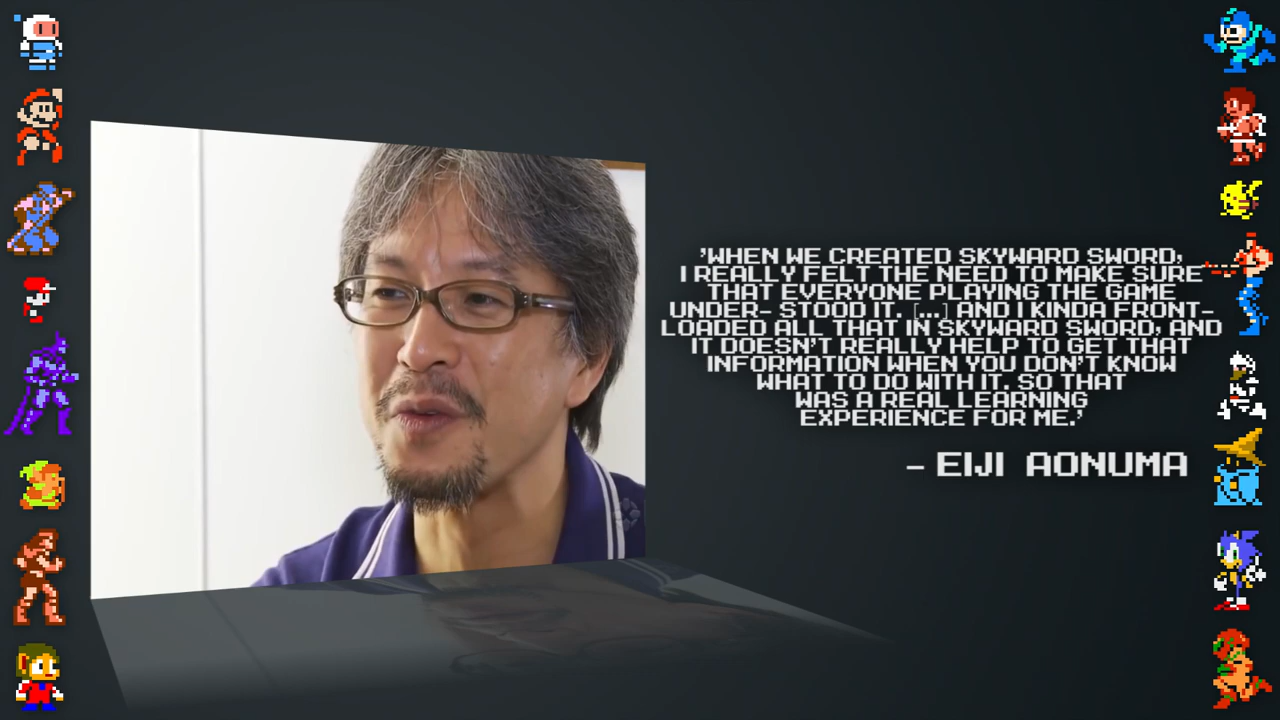 'WHEN WE CREATED SKYWARD SWORD,
I REALLY FELT THE NEED TO MAKE SURE
THAT EVERYONE PLAYING THE GAME
UNDER- STOOD IT. [...] AND I KINDA FRONT-
LOADED ALL THAT IN SKYWARD SWORD, AND
IT DOESN'T REALLY HELP TO GET THAT
INFORMATION WHEN YOU DON'T KNOW
WHAT TO DO WITH IT. SO THAT
WAS A REAL LEARNING
EXPERIENCE FOR ME.'
- EIJI AONUMA